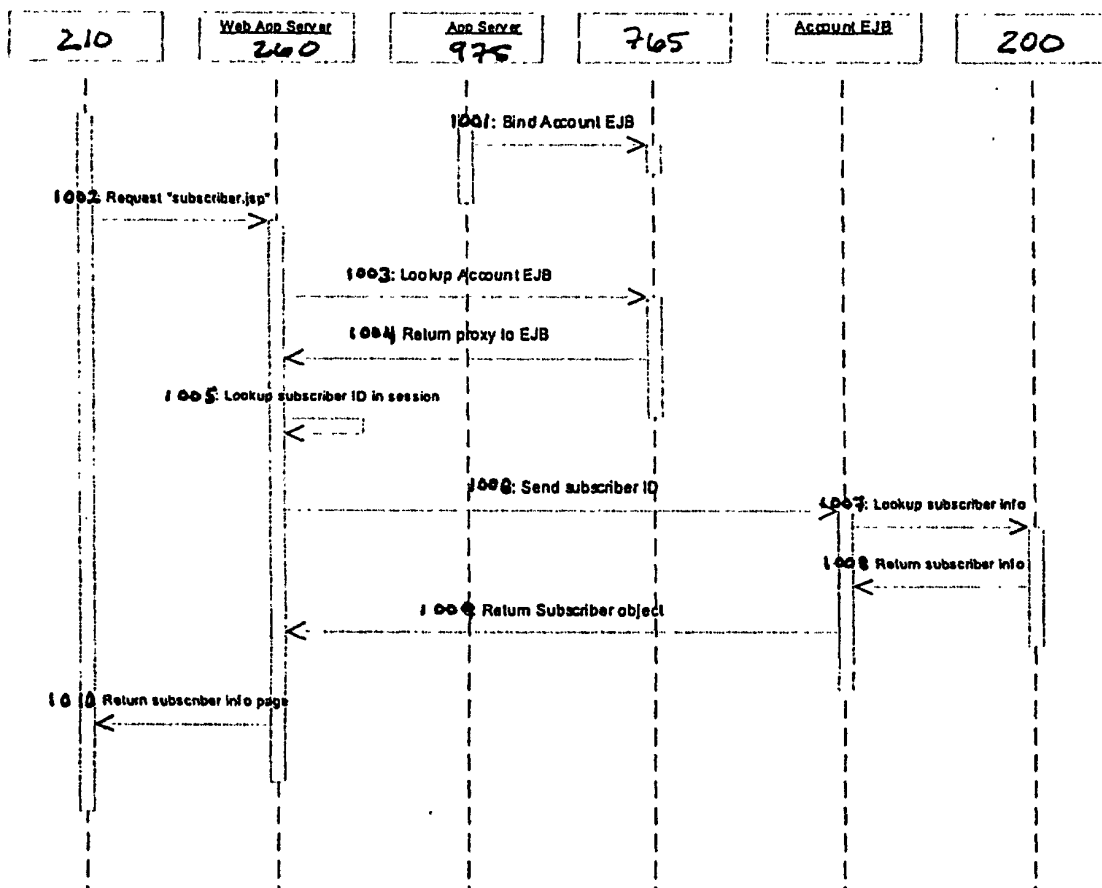 210
Web App Server
260
App Server
975
765
Account EJB
200
1001: Bind Account EJB
1002: Request "subscriber.jsp"
1003: Lookup Account EJB
1004 Return proxy to EJB
1005: Lookup subscriber ID in session
: Send subscriber ID
1007: Lookup subscriber info
1008 Return subscriber info
: Return Subscriber object
1010 Return subscriber info page